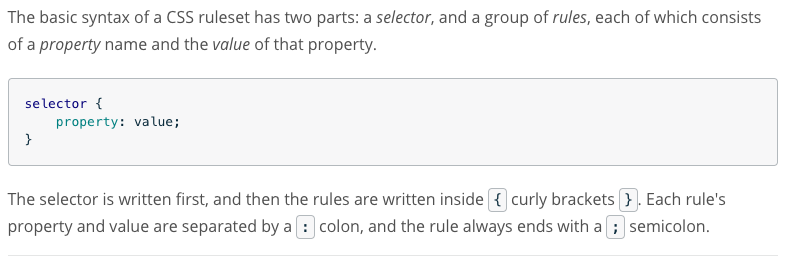 The basic syntax of a CSS ruleset has two parts: a selector, and a group of rules, each of which consists
of a property name and the value of that property.
selector {
    property: value;
}
The selector is written first, and then the rules are written inside { curly brackets }. Each rule's
property and value are separated by a : colon, and the rule always ends with a ; semicolon.